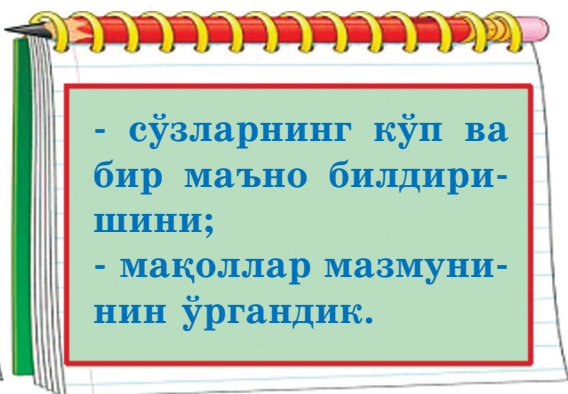 - сўзларнинг кўп ва
бир маъно билдири-
шини;
- мақоллар мазмуни-
нин ўргандик.